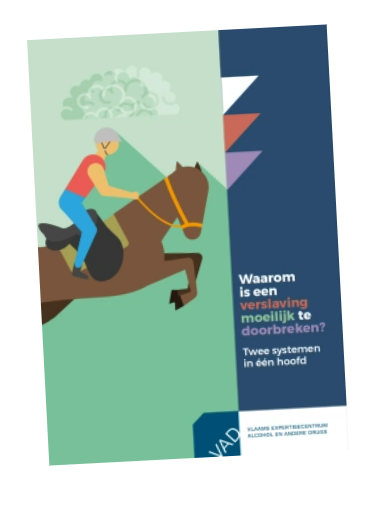 Waarom
is een
verslaving
moeilijk te
doorbreken?
Twee systemen
in één hoofd
VAD
VLAAMS EXPERTISECENTRUM
ALCOHOL EN ANDERE DRUGS